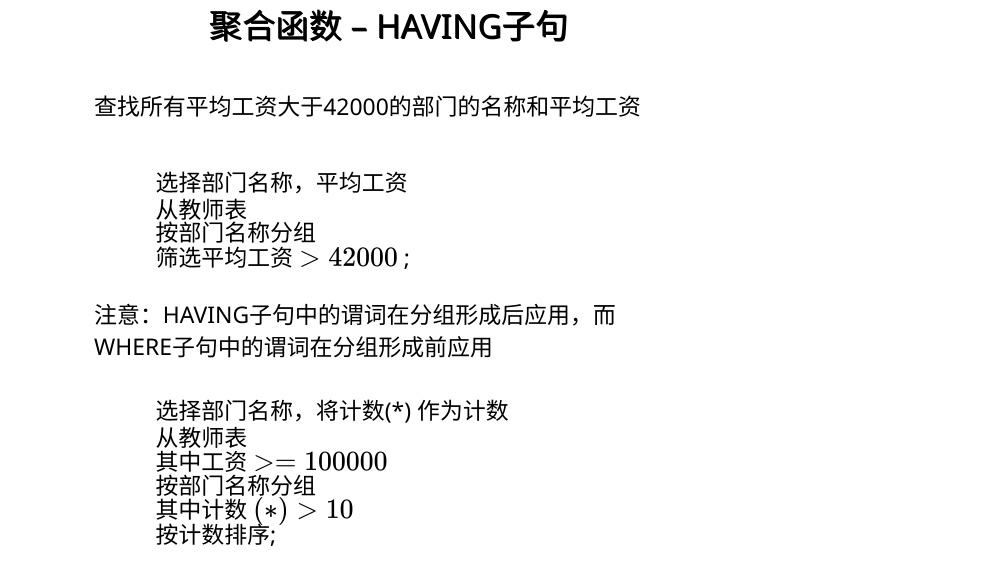 聚合函数 – HAVING子句
查找所有平均工资大于42000的部门的名称和平均工资
选择部门名称，平均工资
从教师表
按部门名称分组
筛选平均工资 > 42000 ;
注意：HAVING子句中的谓词在分组形成后应用，而
WHERE子句中的谓词在分组形成前应用
选择部门名称，将计数(*) 作为计数
从教师表
其中工资 >= 100000
按部门名称分组
其中计数 (*) > 10
按计数排序;